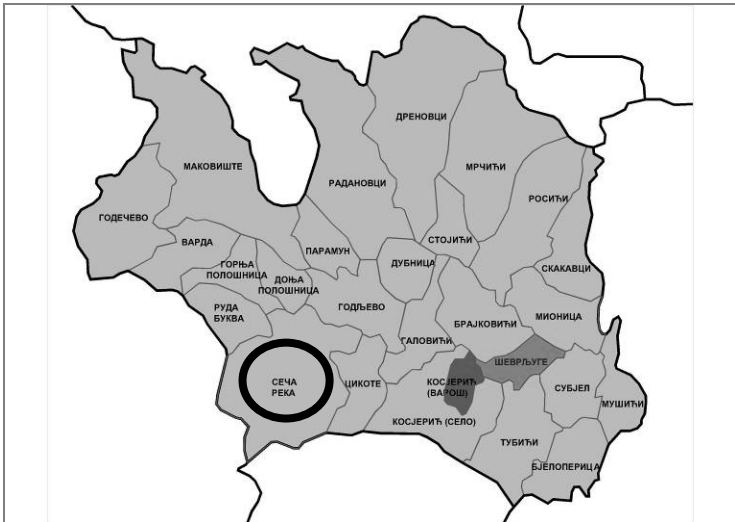 ДРЕНОВЦИ
МАКОВИШТЕ
МРЧИЋИ
РАДАНОВЦИ
РОСИЋИ
ГОДЕЧЕВО
ВАРДА
СТОЈИЋИ
ПАРАМУН
ГОРЊА
ПОЛОШНИЦА
ДУБНИЦА
СКАКАВЦИ
ДОЊА
ПОЛОШНИЦА
РУДА
БУКВА
ГОДЉЕВО
МИОНИЦА
БРАЈКОВИЋИ
ГАЛОВИЋИ
ШЕВРЉУГЕ
СЕЧА
РЕКА
ЦИКОТЕ
КОСЈЕРИЋ
(ВАРОШ)
СУБЈЕЛ
МУШИЋИ
КОСЈЕРИЋ (СЕЛО)
ТУБИЋИ
БЈЕЛОПЕРИЦА